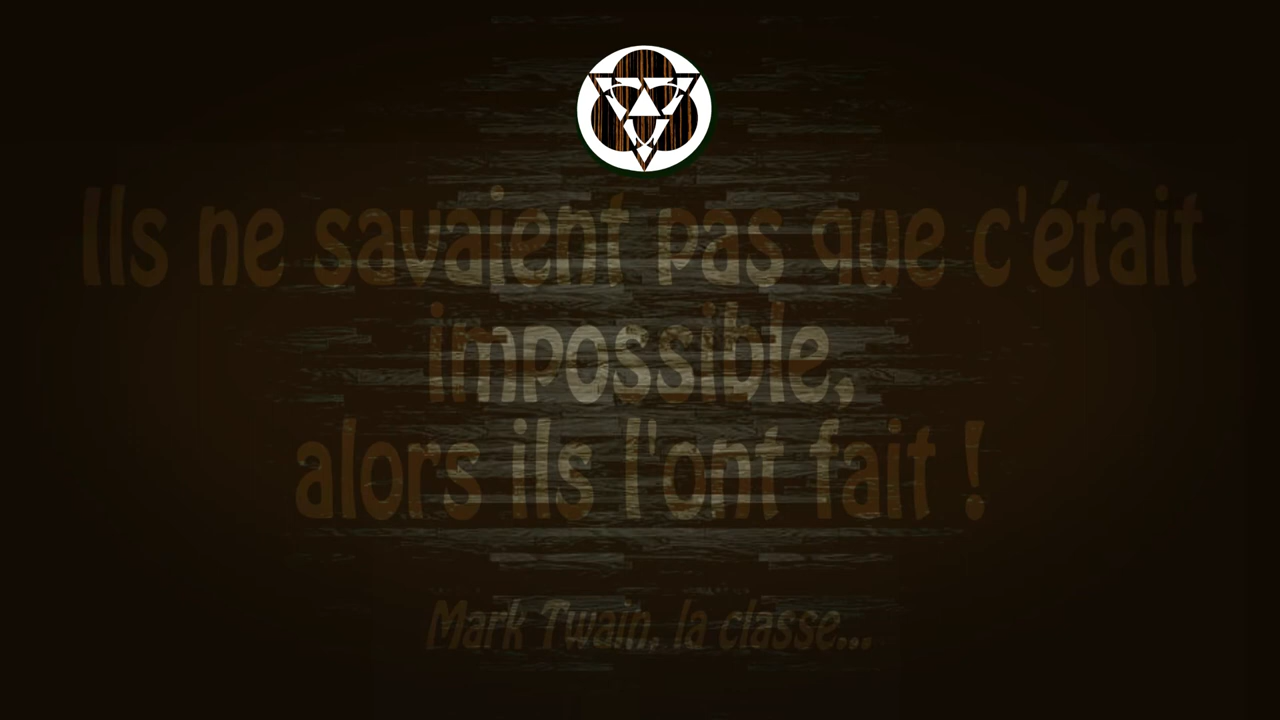 Ils ne savaient pas que c'était
impossible,
alors ils l'ont fait !
Mark Twain, la classe...